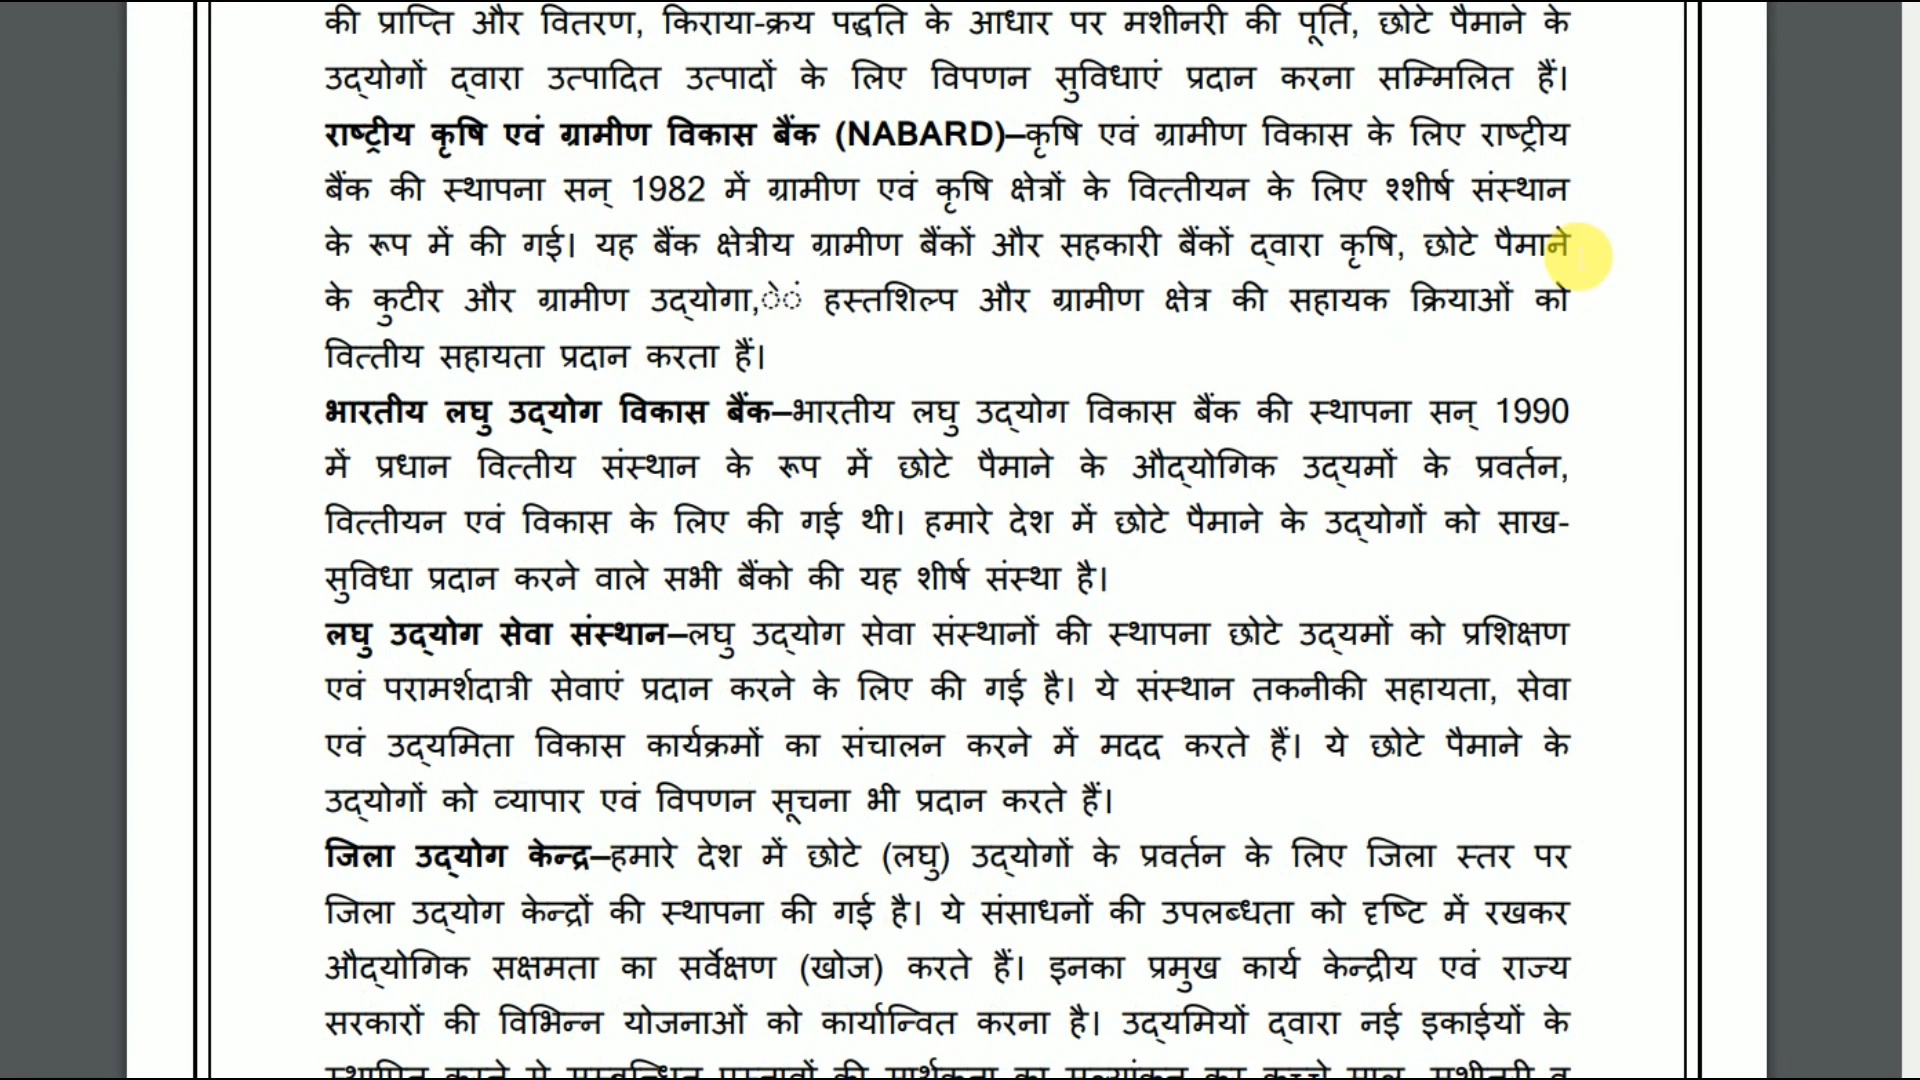 की प्राप्ति और वितरण, किराया-क्रय पद्धति के आधार पर मशीनरी की पूर्ति, छोटे पैमाने के
उद्योगों द्वारा उत्पादित उत्पादों के लिए विपणन सुविधाएं प्रदान करना सम्मिलित हैं।
राष्ट्रीय कृषि एवं ग्रामीण विकास बैंक (NABARD)–कृषि एवं ग्रामीण विकास के लिए राष्ट्रीय
बैंक की स्थापना सन् 1982 में ग्रामीण एवं कृषि क्षेत्रों के वित्तीयन के लिए श्शीर्ष संस्थान
के रूप में की गई। यह बैंक क्षेत्रीय ग्रामीण बैंकों और सहकारी बैंकों द्वारा कृषि, छोटे पैमाने
के कुटीर और ग्रामीण उद्योगा,ें हस्तशिल्प और ग्रामीण क्षेत्र की सहायक क्रियाओं को
वित्तीय सहायता प्रदान करता हैं।
भारतीय लघु उद्योग विकास बैंक–भारतीय लघु उद्योग विकास बैंक की स्थापना सन् 1990
में प्रधान वित्तीय संस्थान के रूप में छोटे पैमाने के औद्योगिक उद्यमों के प्रवर्तन,
वित्तीयन एवं विकास के लिए की गई थी। हमारे देश में छोटे पैमाने के उद्योगों को साख-
सुविधा प्रदान करने वाले सभी बैंको की यह शीर्ष संस्था है।
लघु उद्योग सेवा संस्थान–लघु उद्योग सेवा संस्थानों की स्थापना छोटे उद्यमों को प्रशिक्षण
एवं परामर्शदात्री सेवाएं प्रदान करने के लिए की गई है। ये संस्थान तकनीकी सहायता, सेवा
एवं उद्यमिता विकास कार्यक्रमों का संचालन करने में मदद करते हैं। ये छोटे पैमाने के
उद्योगों को व्यापार एवं विपणन सूचना भी प्रदान करते हैं।
जिला उद्योग केन्द्र–हमारे देश में छोटे (लघु) उद्योगों के प्रवर्तन के लिए जिला स्तर पर
जिला उद्योग केन्द्रों की स्थापना की गई है। ये संसाधनों की उपलब्धता को दृष्टि में रखकर
औद्योगिक सक्षमता का सर्वेक्षण (खोज) करते हैं। इनका प्रमुख कार्य केन्द्रीय एवं राज्य
सरकारों की विभिन्न योजनाओं को कार्यान्वित करना है। उद्यमियों द्वारा नई इकाईयों के